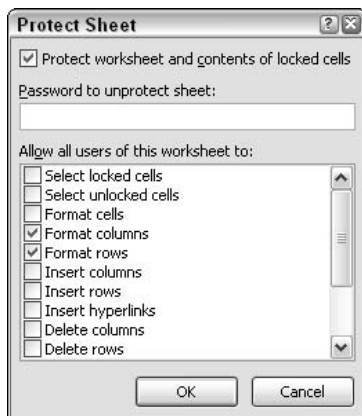 Protect Sheet
Protect worksheet and contents of locked cells
Password to unprotect sheet:
Allow all users of this worksheet to:
Select locked cells
Select unlocked cells
Format cells
Format columns
Format rows
Insert columns
Insert rows
Insert hyperlinks
Delete columns
Delete rows
OK Cancel